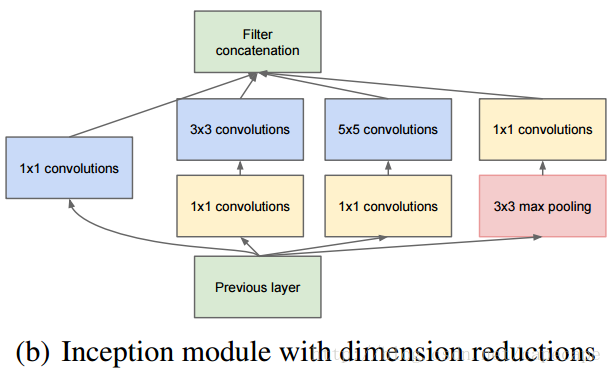 Filter
concatenation
3x3 convolutions
5x5 convolutions
1x1 convolutions
1x1 convolutions
1x1 convolutions
1x1 convolutions
3x3 max pooling
Previous layer
(b) Inception module with dimension reductions